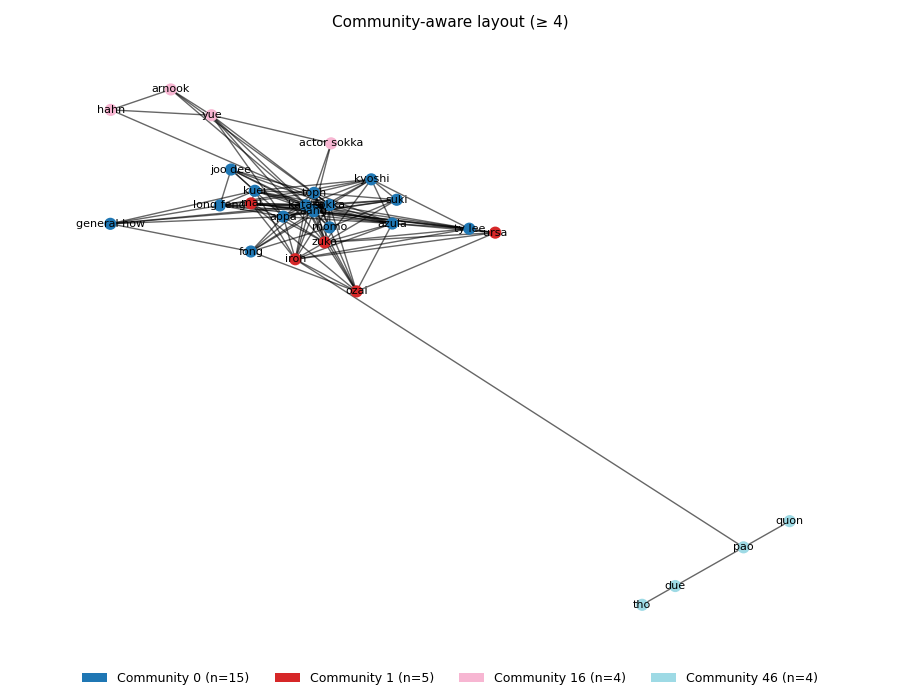 Community-aware layout (≥ 4)
arnook
hahn
yue
actor sokka
joo dee
kyoshi
kuei
toph
suki
long feng
mai
katara
sokka
aang
appa
general how
momo
azula
ty lee
ursa
zuko
fong
iroh
ozai
quon
pao
due
tho
Community 0 (n=15)
Community 1 (n=5)
Community 16 (n=4)
Community 46 (n=4)